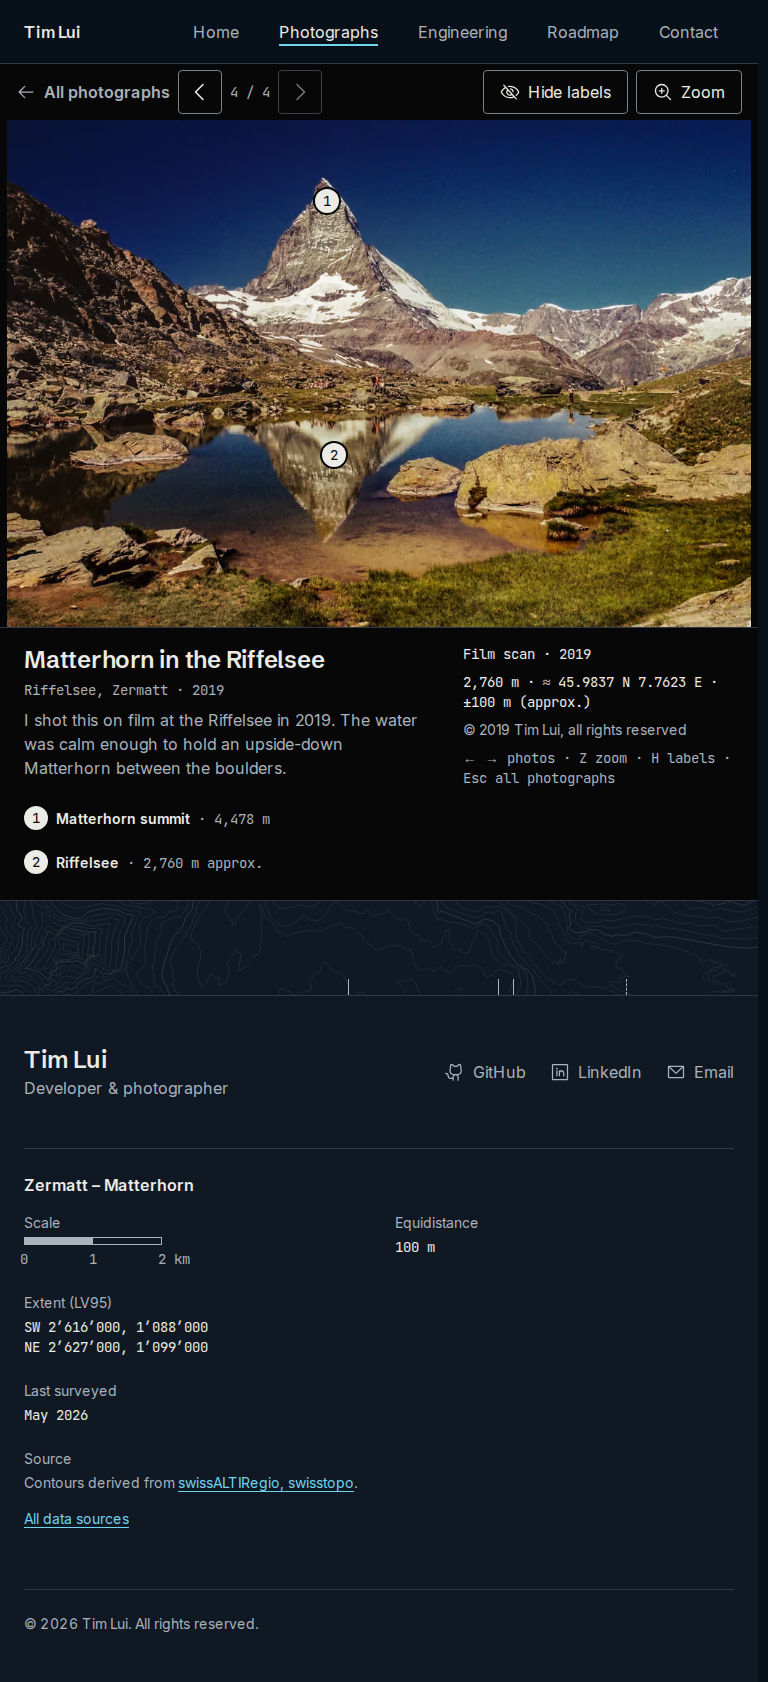 Tim Lui
Home
Photographs
Engineering
Roadmap
Contact
← All photographs
4 / 4
Hide labels
Zoom
1
2
Matterhorn in the Riffelsee
Riffelsee, Zermatt · 2019
I shot this on film at the Riffelsee in 2019. The water
was calm enough to hold an upside-down
Matterhorn between the boulders.
1 Matterhorn summit · 4,478 m
2 Riffelsee · 2,760 m approx.
Film scan · 2019
2,760 m · ≈ 45.9837 N 7.7623 E ·
±100 m (approx.)
© 2019 Tim Lui, all rights reserved
← → photos · Z zoom · H labels ·
Esc all photographs
Tim Lui
Developer & photographer
GitHub
LinkedIn
Email
Zermatt – Matterhorn
Scale
0 1 2 km
Equidistance
100 m
Extent (LV95)
SW 2’616’000, 1’088’000
NE 2’627’000, 1’099’000
Last surveyed
May 2026
Source
Contours derived from swissALTIRegio, swisstopo.
All data sources
© 2026 Tim Lui. All rights reserved.